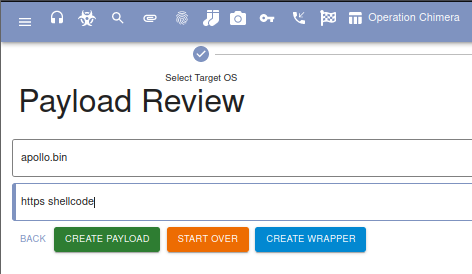 Operation Chimera
Select Target OS
Payload Review
apollo.bin
https shellcode
BACK
CREATE PAYLOAD
START OVER
CREATE WRAPPER